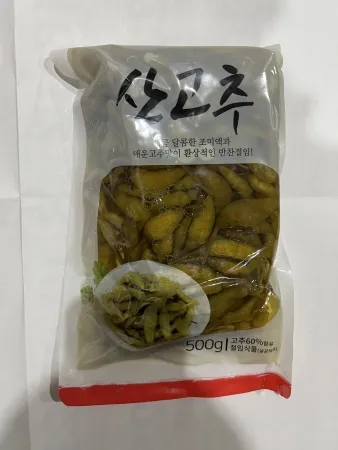 산고추
달콤한 조미액과
매운고추맛이 환상적인 반찬절임!
500g
고추60%
절임식품